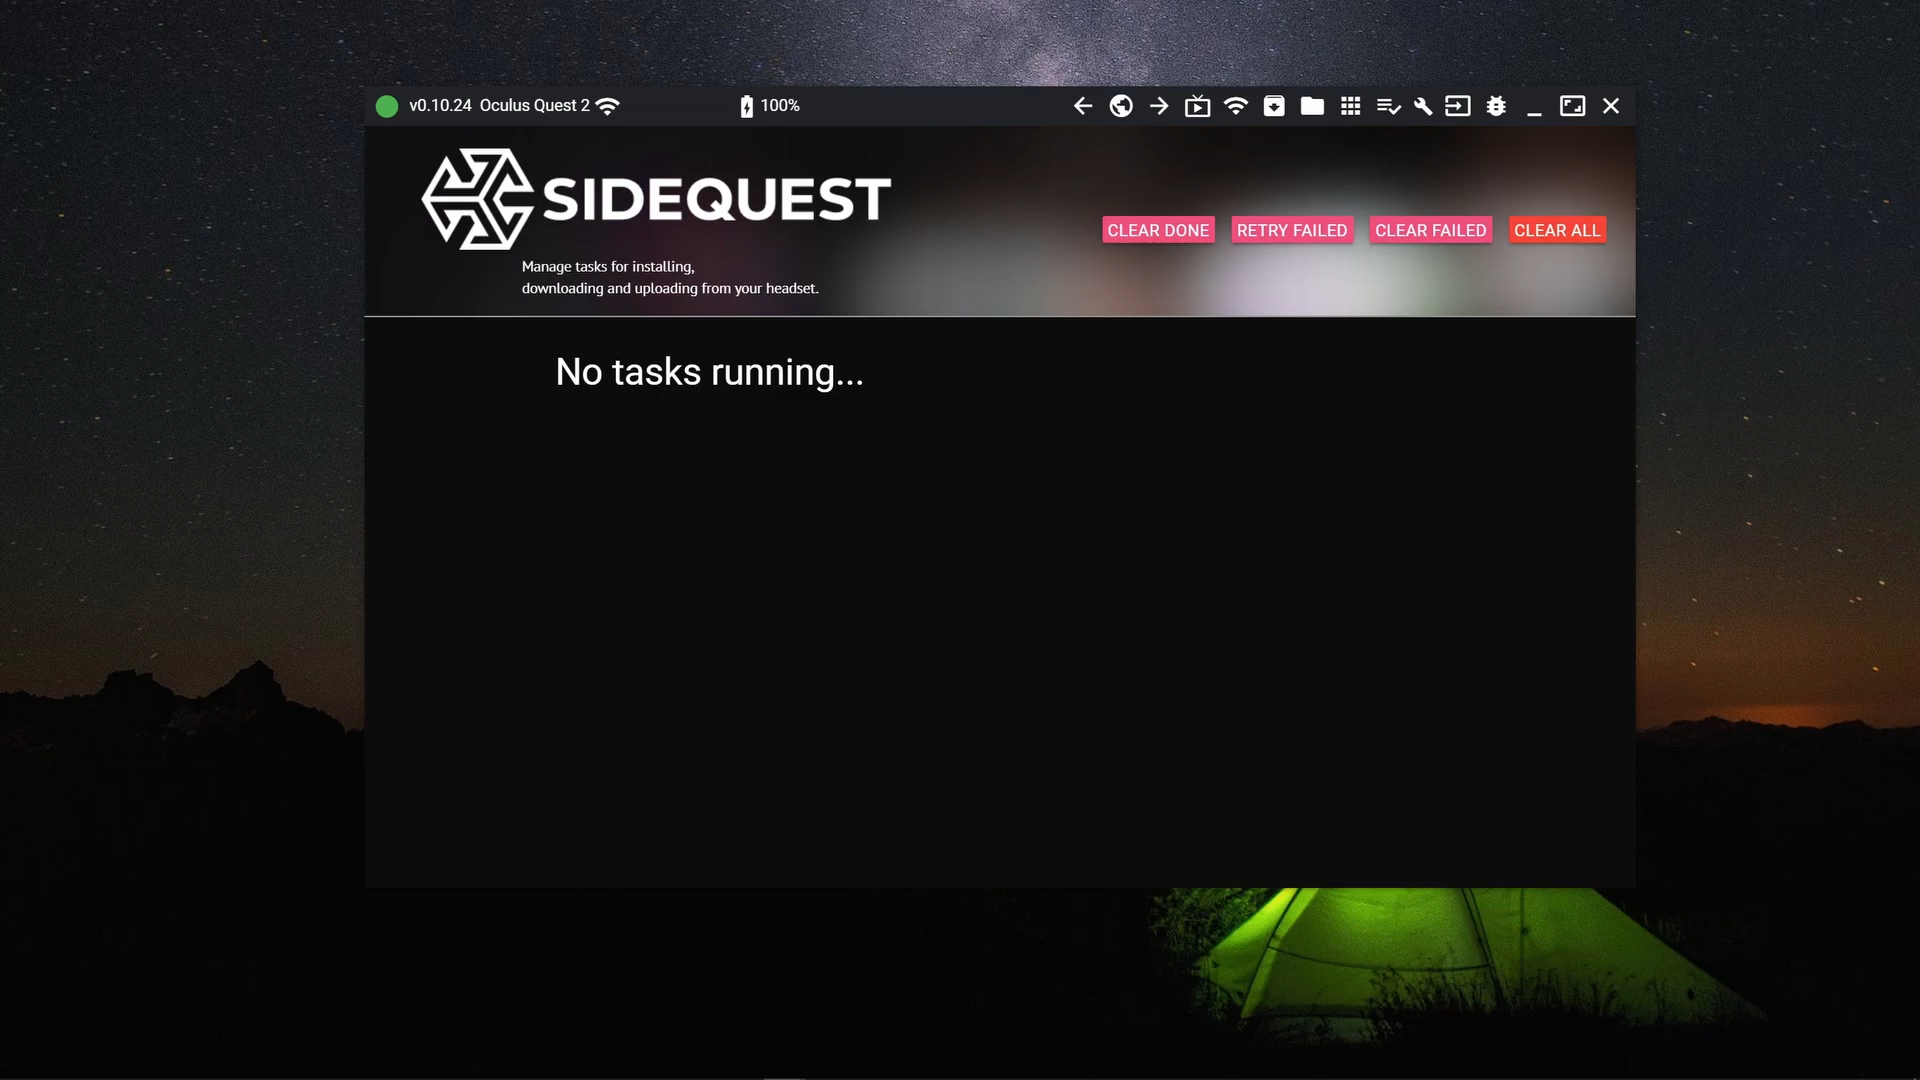 v0.10.24 Oculus Quest 2 100%
SIDEQUEST
CLEAR DONE RETRY FAILED CLEAR FAILED CLEAR ALL
Manage tasks for installing,
downloading and uploading from your headset.
No tasks running...